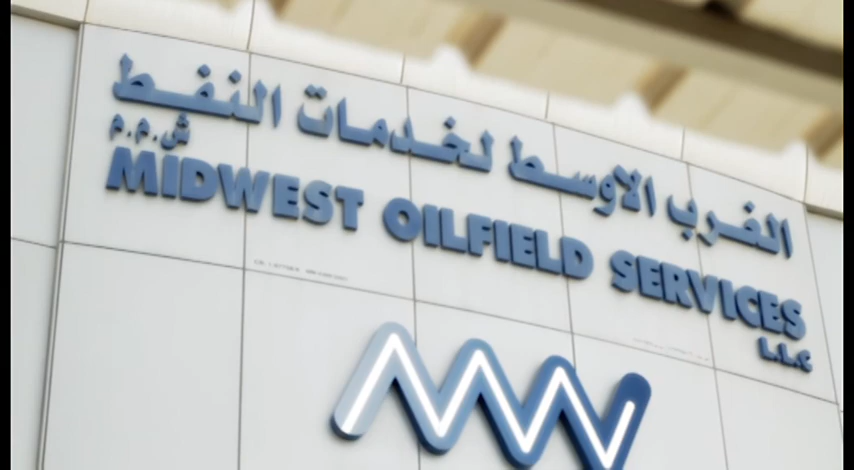 الغرب الاوسط لخدمات النفط
ش.م.م
MIDWEST OILFIELD SERVICES
L.L.C